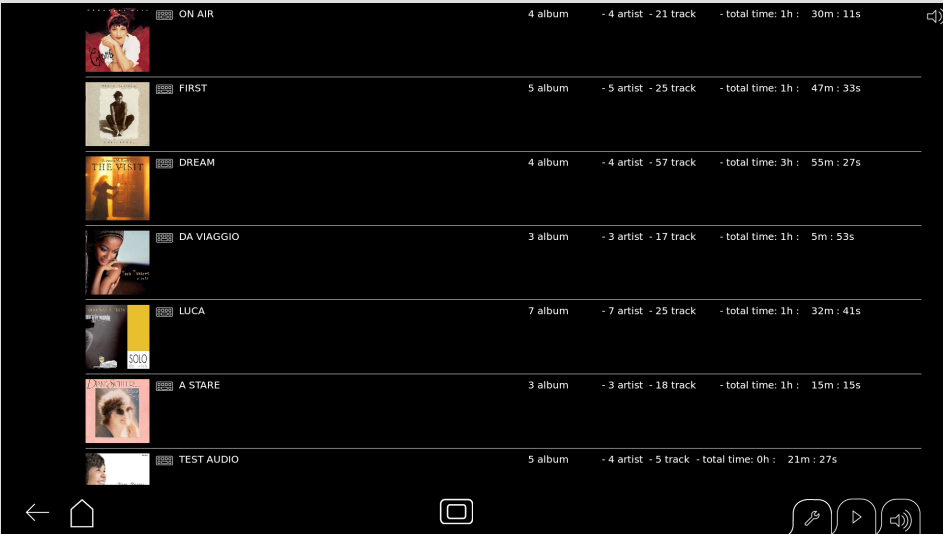 ON AIR 4 album - 4 artist - 21 track - total time: 1h : 30m : 11s
FIRST 5 album - 5 artist - 25 track - total time: 1h : 47m : 33s
THE VISIT
DREAM 4 album - 4 artist - 57 track - total time: 3h : 55m : 27s
DA VIAGGIO 3 album - 3 artist - 17 track - total time: 1h : 5m : 53s
LUCA 7 album - 7 artist - 25 track - total time: 1h : 32m : 41s
SOLO
A STARE 3 album - 3 artist - 18 track - total time: 1h : 15m : 15s
TEST AUDIO 5 album - 4 artist - 5 track - total time: 0h : 21m : 27s